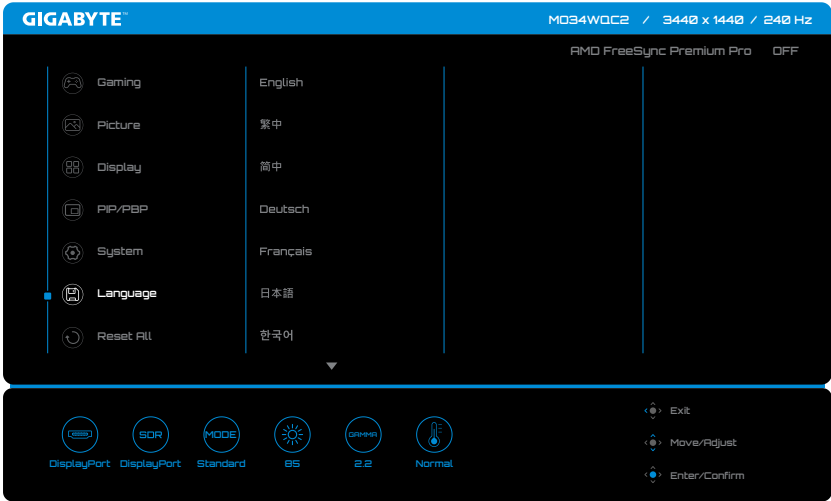 GIGABYTE™
MO34WQC2 / 3440 x 1440 / 240 Hz
AMD FreeSync Premium Pro OFF
Gaming
Picture
Display
PIP/PBP
System
Language
Reset All
English
繁中
简中
Deutsch
Français
日本語
한국어
SDR
MODE
GAMMA
DisplayPort
DisplayPort
Standard
85
2.2
Normal
Exit
Move/Adjust
Enter/Confirm